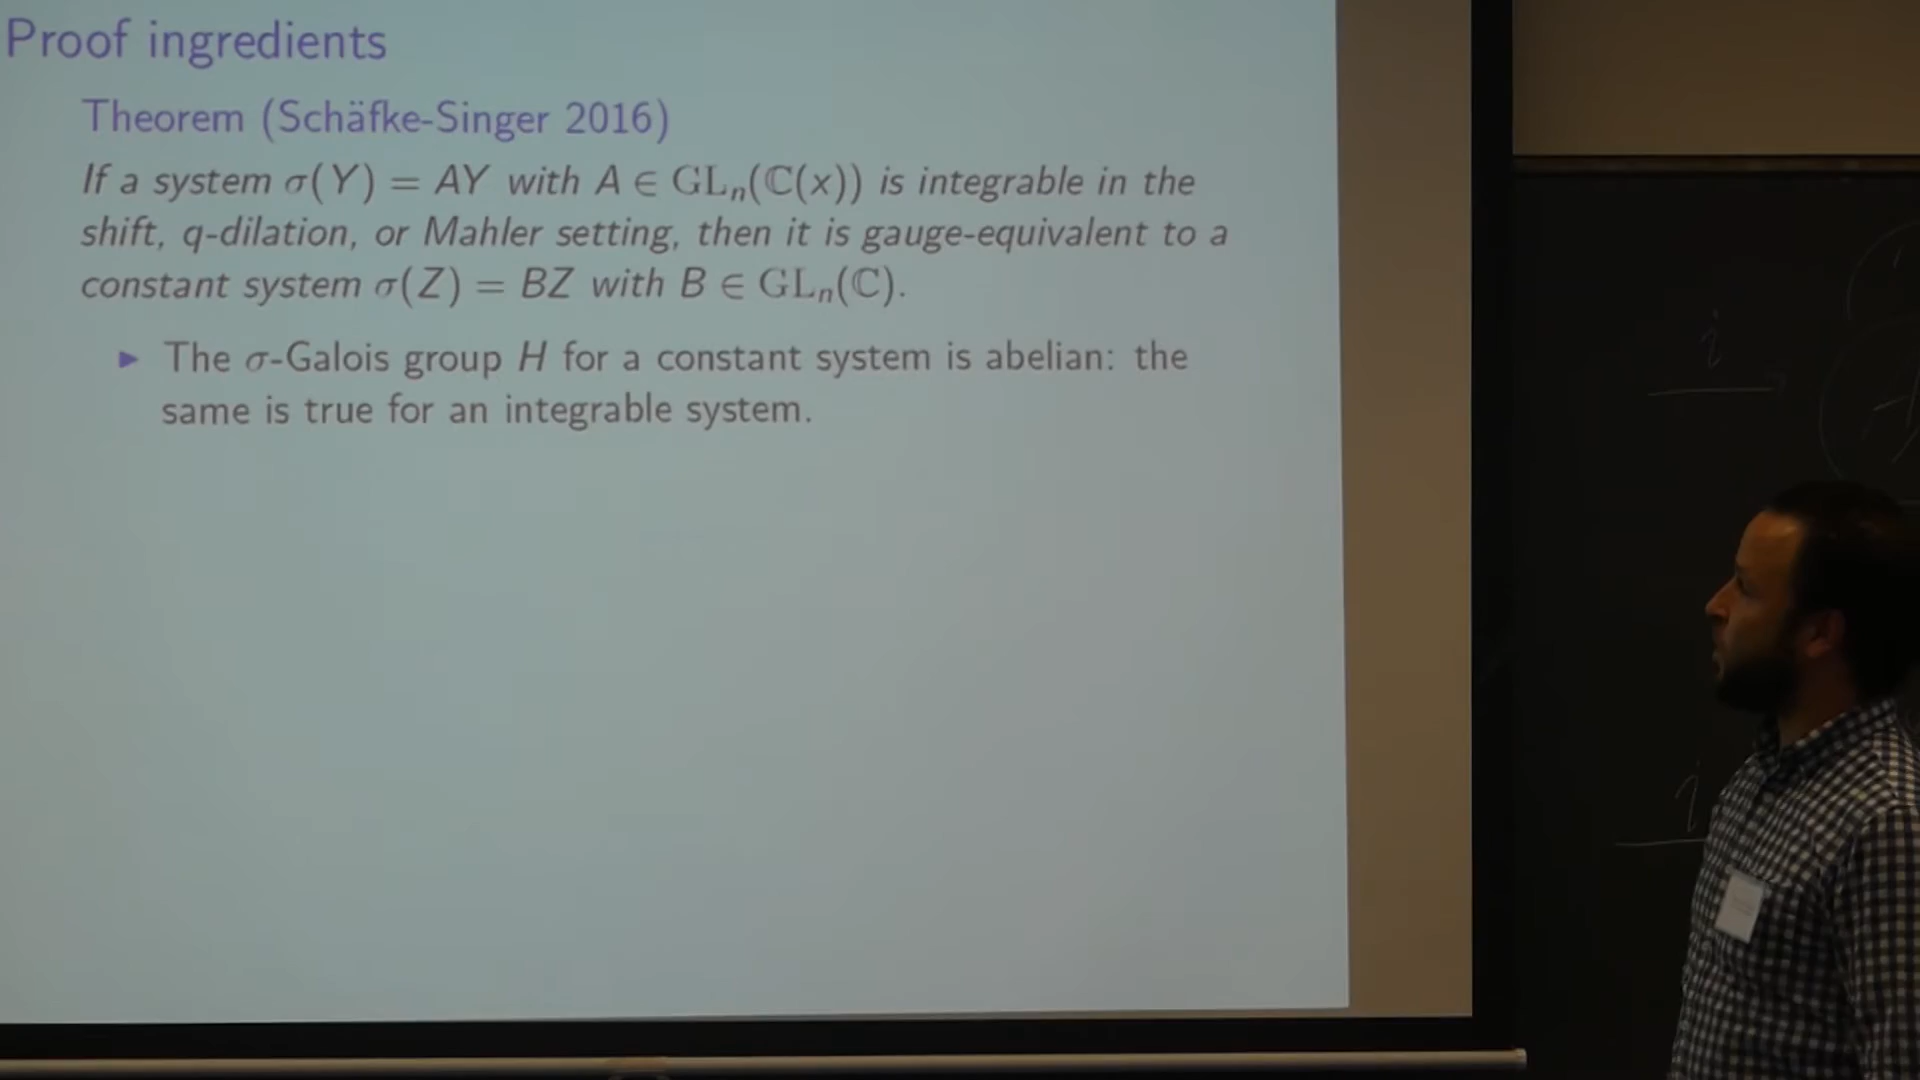 Proof ingredients
Theorem (Schäfke-Singer 2016)
If a system σ(Y) = AY with A ∈ GLₙ(ℂ(x)) is integrable in the
shift, q-dilation, or Mahler setting, then it is gauge-equivalent to a
constant system σ(Z) = BZ with B ∈ GLₙ(ℂ).
▶ The σ-Galois group H for a constant system is abelian: the
same is true for an integrable system.
i
i